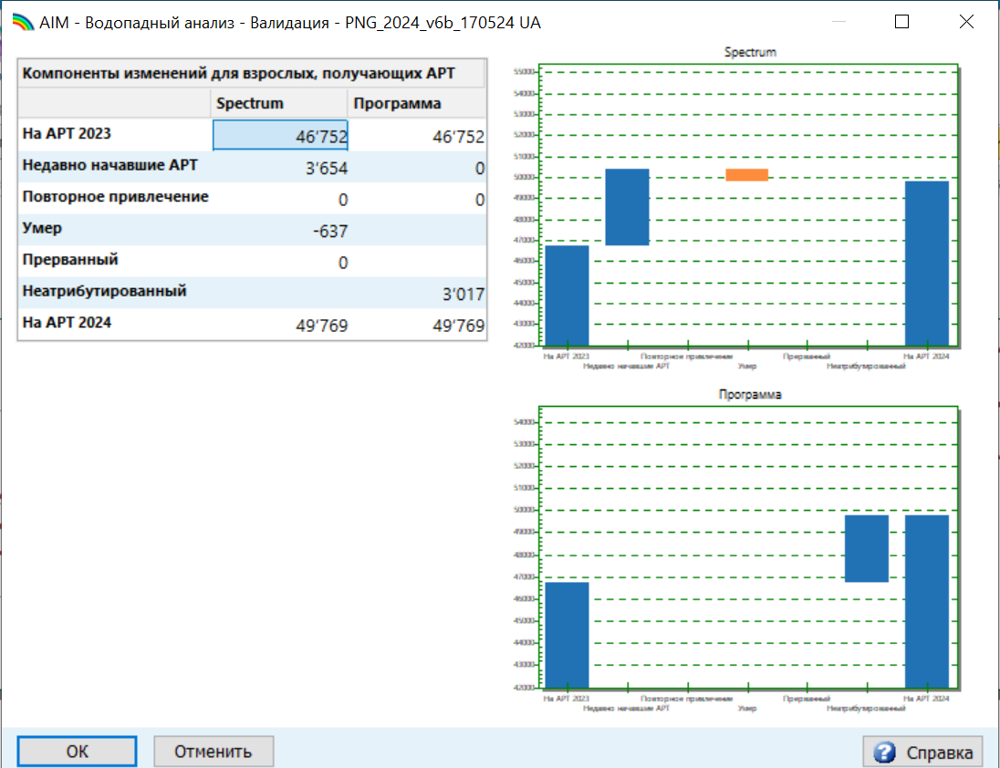 AIM - Водопадный анализ - Валидация - PNG_2024_v6b_170524 UA
Компоненты изменений для взрослых, получающих АРТ
Spectrum Программа
На АРТ 2023 46'752 46'752
Недавно начавшие АРТ 3'654 0
Повторное привлечение 0 0
Умер -637
Прерванный 0
Неатрибутированный 3'017
На АРТ 2024 49'769 49'769
Spectrum
55000
54000
53000
52000
51000
50000
49000
48000
47000
46000
45000
44000
43000
42000
На АРТ 2023 Повторное привлечение Прерванный На АРТ 2024
Недавно начавшие АРТ Умер Неатрибутированный
Программа
54000
53000
52000
51000
50000
49000
48000
47000
46000
45000
44000
43000
42000
На АРТ 2023 Повторное привлечение Прерванный На АРТ 2024
Недавно начавшие АРТ Умер Неатрибутированный
OK Отменить ? Справка